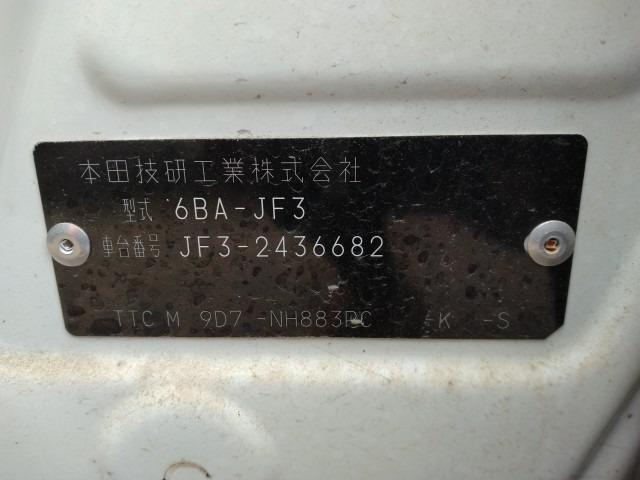 本田技研工業株式会社
型式 6BA-JF3
車台番号 JF3-2436682
TTC M 9D7 -NH883PC -K -S